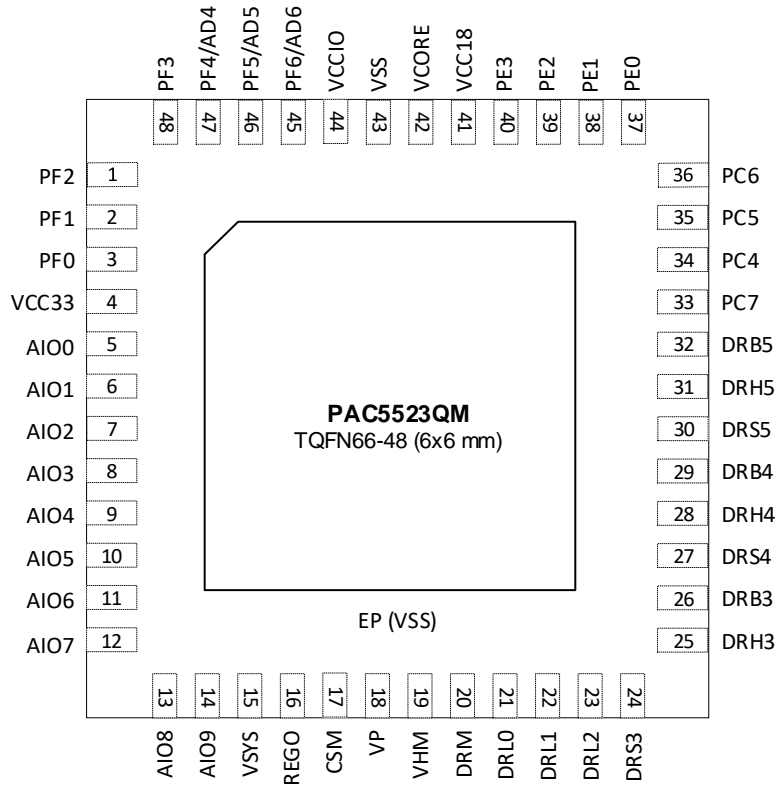 PF3
PF4/AD4
PF5/AD5
PF6/AD6
VCCIO
VSS
VCORE
VCC18
PE3
PE2
PE1
PE0
48
47
46
45
44
43
42
41
40
39
38
37
PF2 1
PF1 2
PF0 3
VCC33 4
AIO0 5
AIO1 6
AIO2 7
AIO3 8
AIO4 9
AIO5 10
AIO6 11
AIO7 12
PAC5523QM
TQFN66-48 (6x6 mm)
EP (VSS)
36 PC6
35 PC5
34 PC4
33 PC7
32 DRB5
31 DRH5
30 DRS5
29 DRB4
28 DRH4
27 DRS4
26 DRB3
25 DRH3
13
14
15
16
17
18
19
20
21
22
23
24
AIO8
AIO9
VSYS
REGO
CSM
VP
VHM
DRM
DRL0
DRL1
DRL2
DRS3